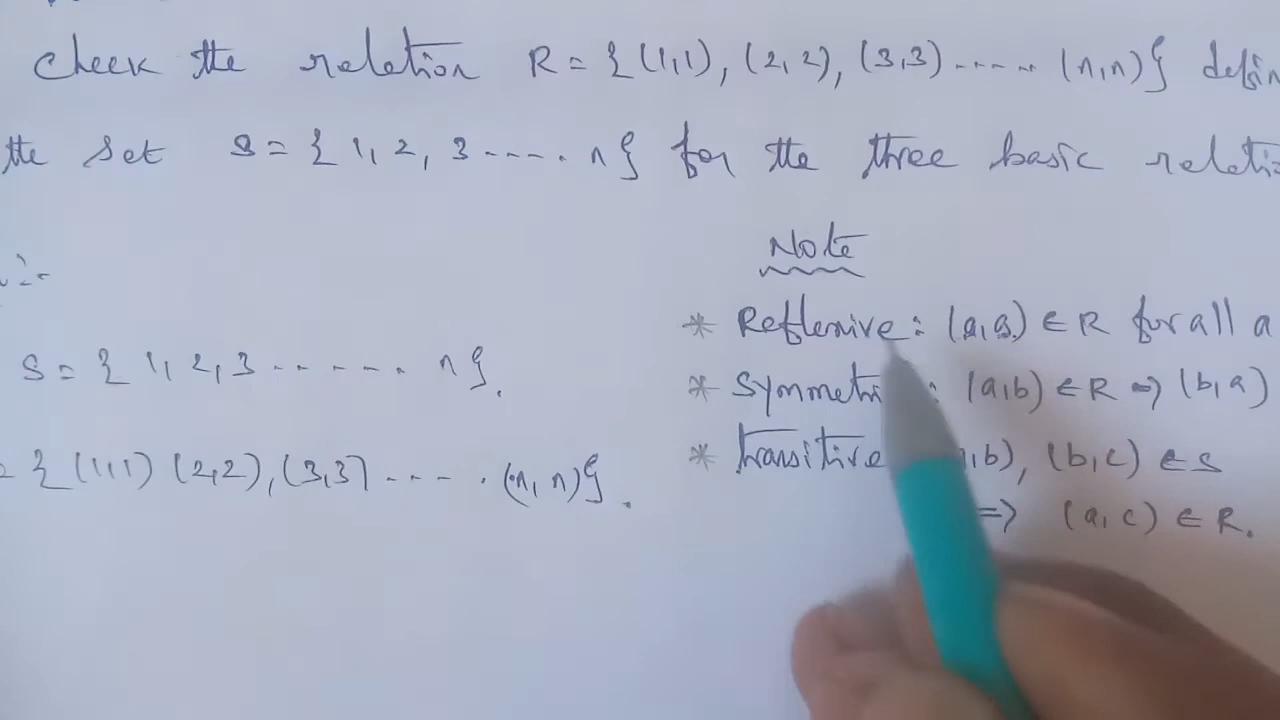 Check the relation R = { (1,1), (2,2), (3,3) ..... (n,n) } defin
the set S = { 1, 2, 3 ..... n } for the three basic relatio
Note
* Reflexive: (a,a) ∈ R for all a
S = { 1, 2, 3 ...... n }.
* Symmetri : (a,b) ∈ R => (b,a)
* Transitive ,b), (b,c) ∈ S
= { (1,1) (2,2), (3,3) ..... (n,n) }.
=> (a,c) ∈ R.